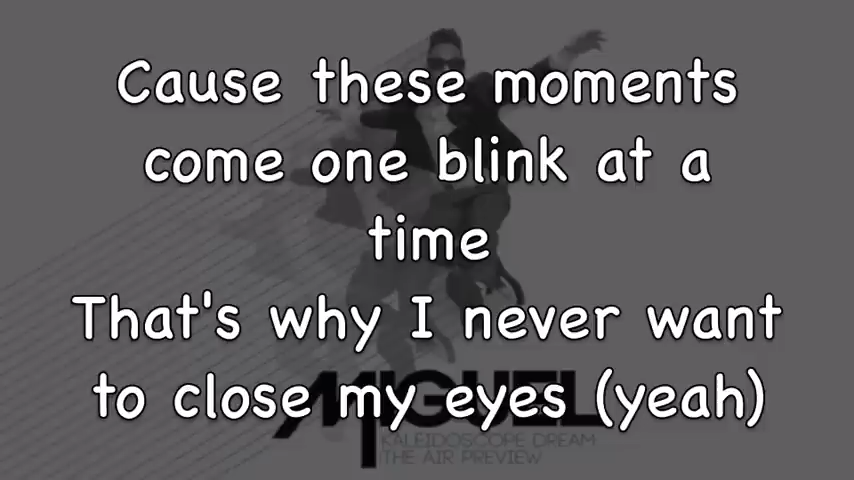 Cause these moments
come one blink at a
time
That's why I never want
to close my eyes (yeah)
MIGUEL
KALEIDOSCOPE DREAM
THE AIR PREVIEW